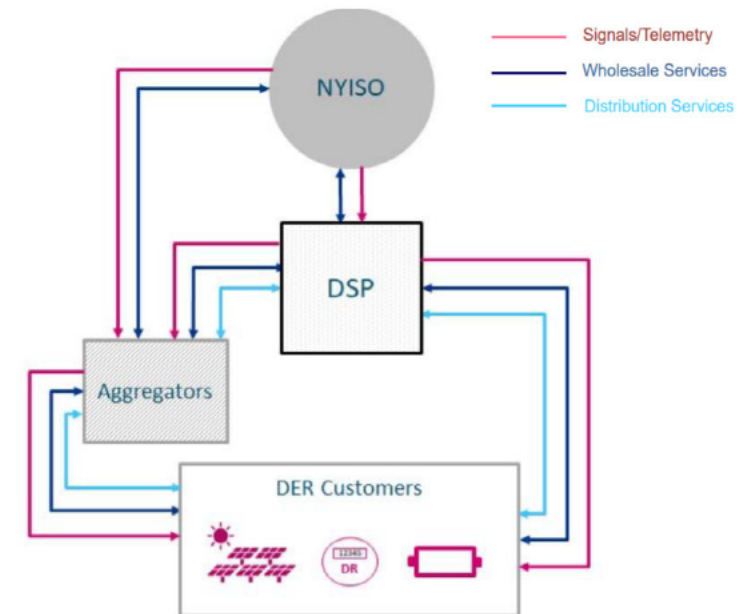 Signals/Telemetry
NYISO
Wholesale Services
Distribution Services
DSP
Aggregators
DER Customers
12345
DR